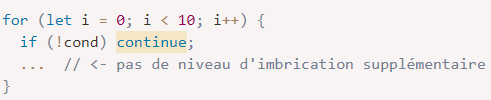 for (let i = 0; i < 10; i++) {
  if (!cond) continue;
  ...  // <- pas de niveau d'imbrication supplémentaire
}